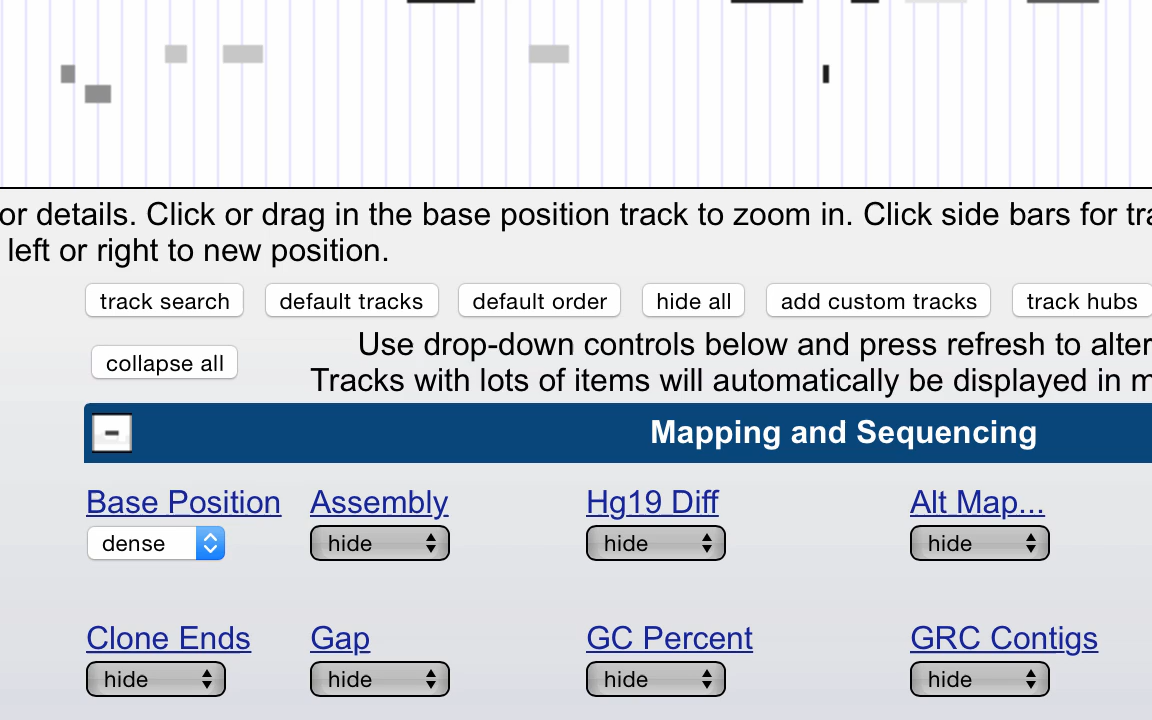 or details. Click or drag in the base position track to zoom in. Click side bars for tra
left or right to new position.
track search default tracks default order hide all add custom tracks track hubs
collapse all
Use drop-down controls below and press refresh to alter
Tracks with lots of items will automatically be displayed in m
- Mapping and Sequencing
Base Position Assembly Hg19 Diff Alt Map...
dense hide hide hide
Clone Ends Gap GC Percent GRC Contigs
hide hide hide hide